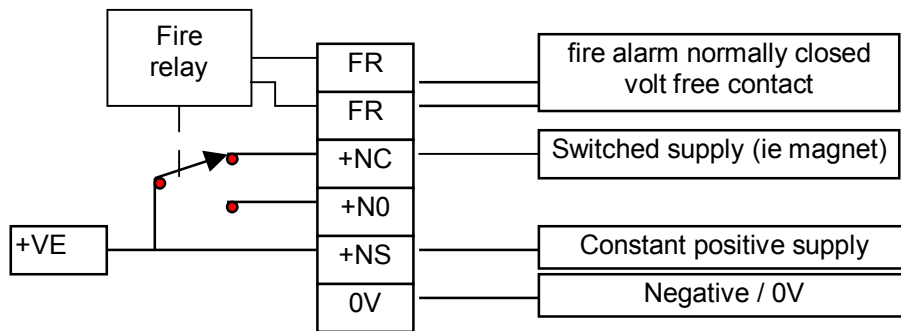 Fire
relay
FR
fire alarm normally closed
volt free contact
FR
+NC
Switched supply (ie magnet)
+N0
+VE
+NS
Constant positive supply
0V
Negative / 0V